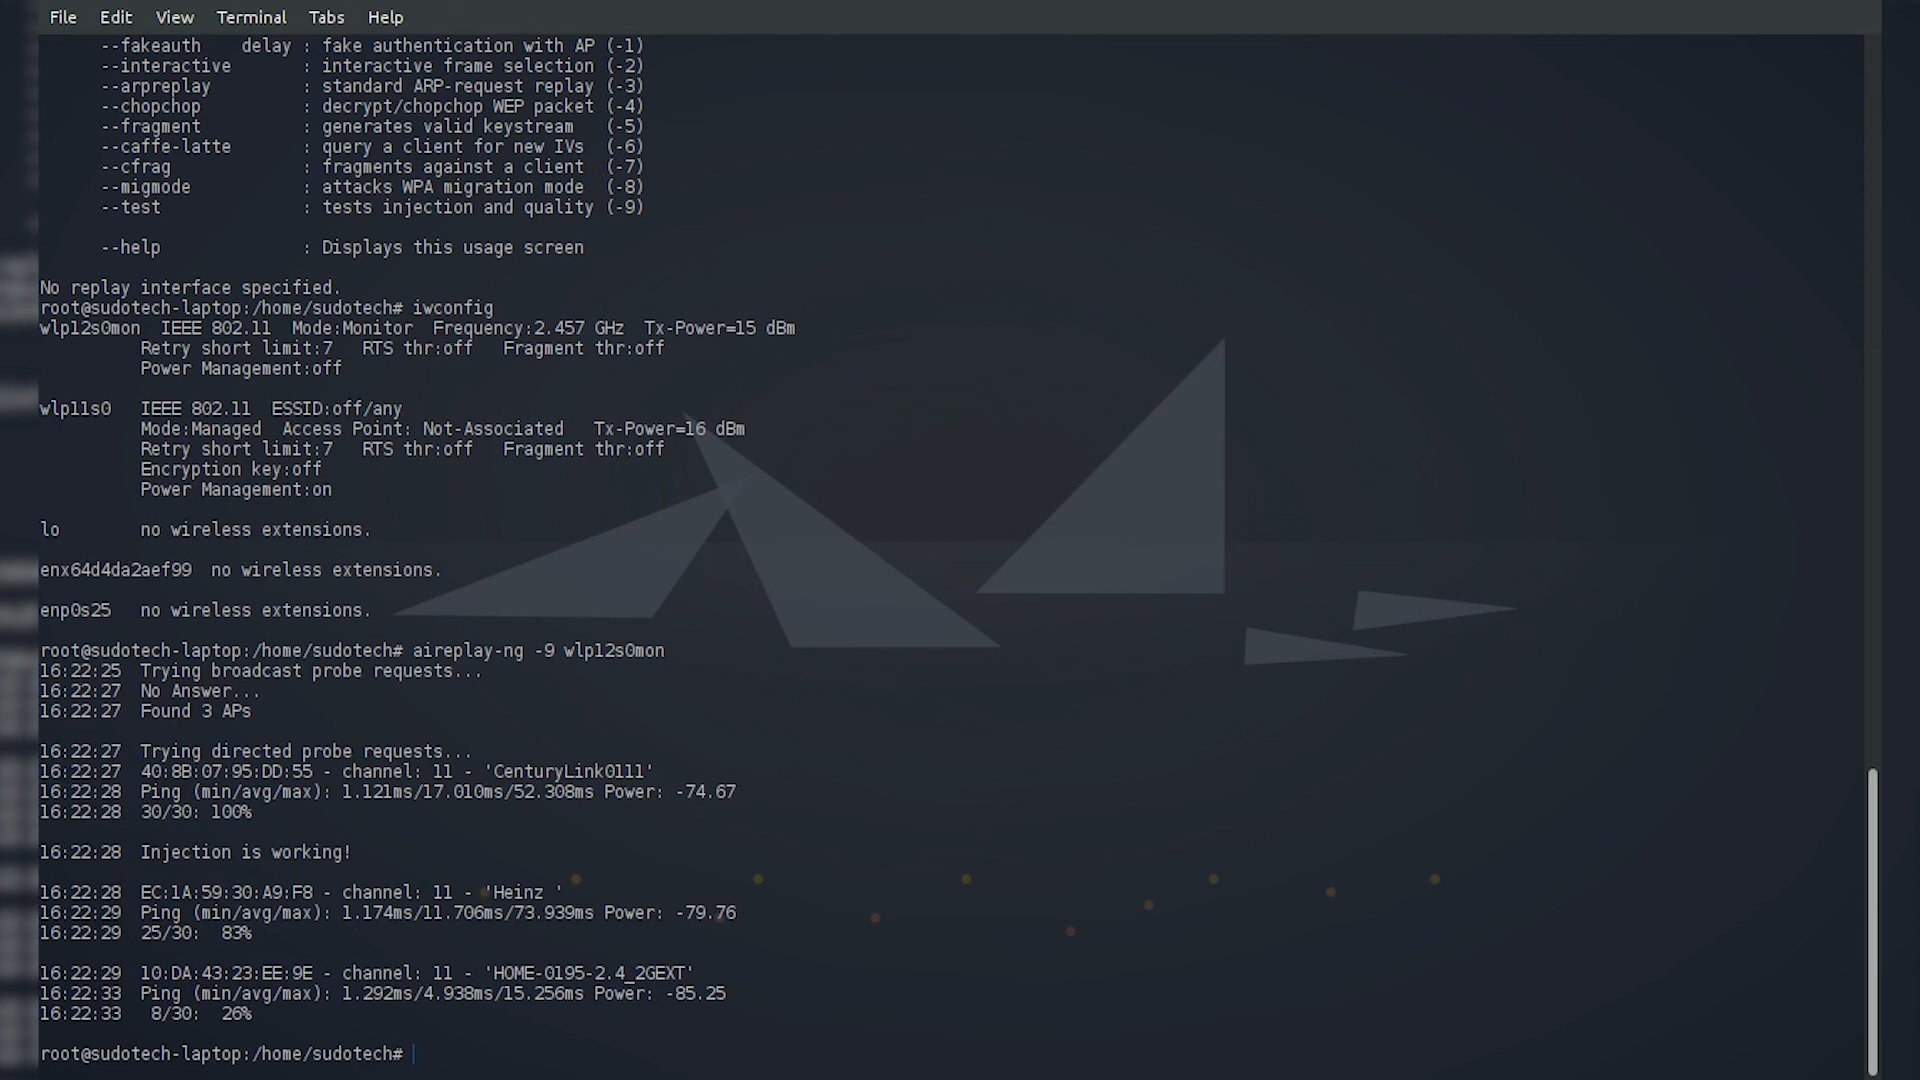 File Edit View Terminal Tabs Help
--fakeauth    delay : fake authentication with AP (-1)
--interactive       : interactive frame selection (-2)
--arpreplay         : standard ARP-request replay (-3)
--chopchop          : decrypt/chopchop WEP packet (-4)
--fragment          : generates valid keystream   (-5)
--caffe-latte       : query a client for new IVs  (-6)
--cfrag             : fragments against a client  (-7)
--migmode           : attacks WPA migration mode  (-8)
--test              : tests injection and quality (-9)
--help              : Displays this usage screen
No replay interface specified.
root@sudotech-laptop:/home/sudotech# iwconfig
wlp12s0mon  IEEE 802.11  Mode:Monitor  Frequency:2.457 GHz  Tx-Power=15 dBm
Retry short limit:7   RTS thr:off   Fragment thr:off
Power Management:off
wlp11s0   IEEE 802.11  ESSID:off/any
Mode:Managed  Access Point: Not-Associated   Tx-Power=16 dBm
Retry short limit:7   RTS thr:off   Fragment thr:off
Encryption key:off
Power Management:on
lo        no wireless extensions.
enx64d4da2aef99  no wireless extensions.
enp0s25   no wireless extensions.
root@sudotech-laptop:/home/sudotech# aireplay-ng -9 wlp12s0mon
16:22:25  Trying broadcast probe requests...
16:22:27  No Answer...
16:22:27  Found 3 APs
16:22:27  Trying directed probe requests...
16:22:27  40:8B:07:95:DD:55 - channel: 11 - 'CenturyLink0111'
16:22:28  Ping (min/avg/max): 1.121ms/17.010ms/52.308ms Power: -74.67
16:22:28  30/30: 100%
16:22:28  Injection is working!
16:22:28  EC:1A:59:30:A9:F8 - channel: 11 - 'Heinz '
16:22:29  Ping (min/avg/max): 1.174ms/11.706ms/73.939ms Power: -79.76
16:22:29  25/30:  83%
16:22:29  10:DA:43:23:EE:9E - channel: 11 - 'HOME-0195-2.4_2GEXT'
16:22:33  Ping (min/avg/max): 1.292ms/4.938ms/15.256ms Power: -85.25
16:22:33   8/30:  26%
root@sudotech-laptop:/home/sudotech#